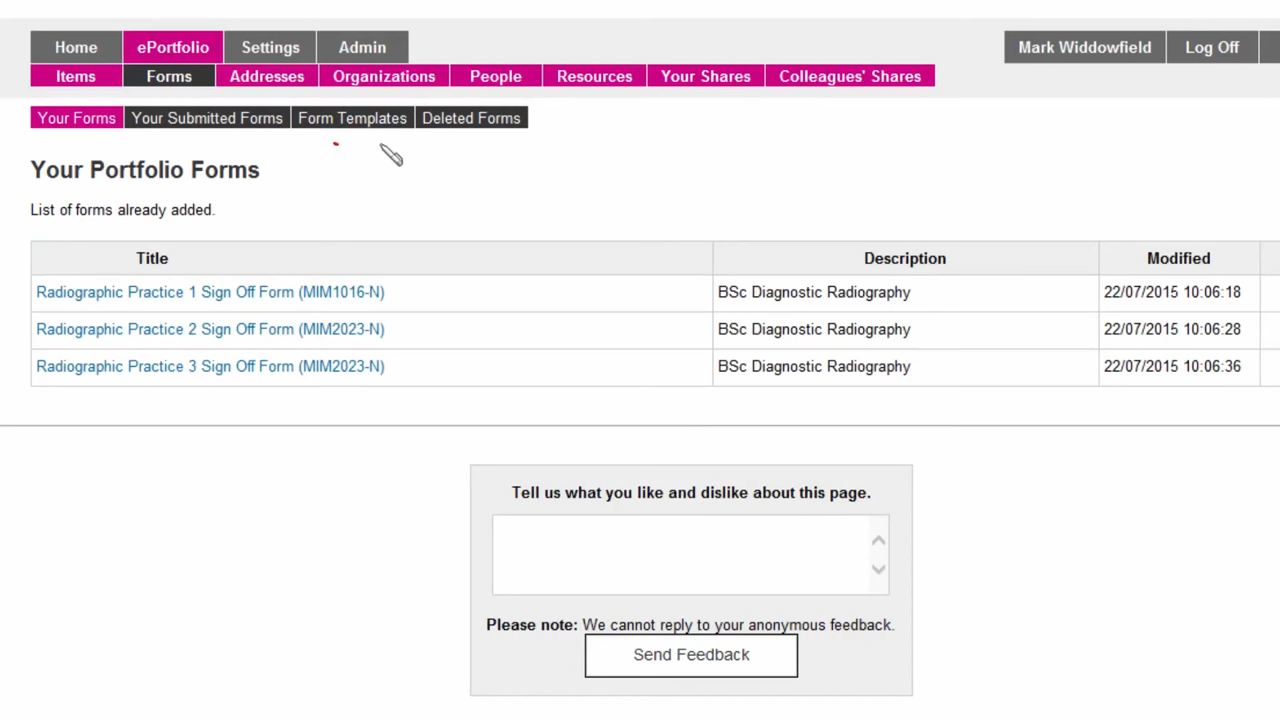 Home ePortfolio Settings Admin Mark Widdowfield Log Off
Items Forms Addresses Organizations People Resources Your Shares Colleagues' Shares
Your Forms Your Submitted Forms Form Templates Deleted Forms
Your Portfolio Forms
List of forms already added.
Title Description Modified
Radiographic Practice 1 Sign Off Form (MIM1016-N) BSc Diagnostic Radiography 22/07/2015 10:06:18
Radiographic Practice 2 Sign Off Form (MIM2023-N) BSc Diagnostic Radiography 22/07/2015 10:06:28
Radiographic Practice 3 Sign Off Form (MIM2023-N) BSc Diagnostic Radiography 22/07/2015 10:06:36
Tell us what you like and dislike about this page.
Please note: We cannot reply to your anonymous feedback.
Send Feedback